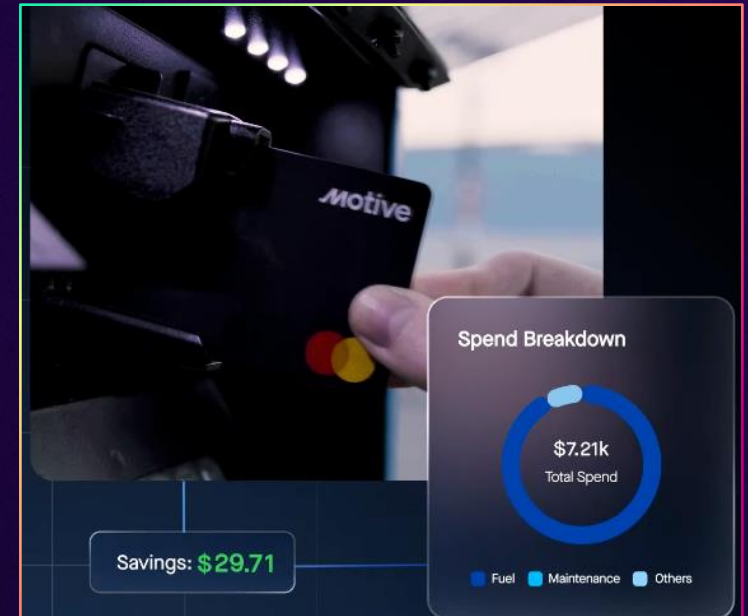 Motive
Spend Breakdown
$7.21k
Total Spend
Savings: $29.71
Fuel Maintenance Others